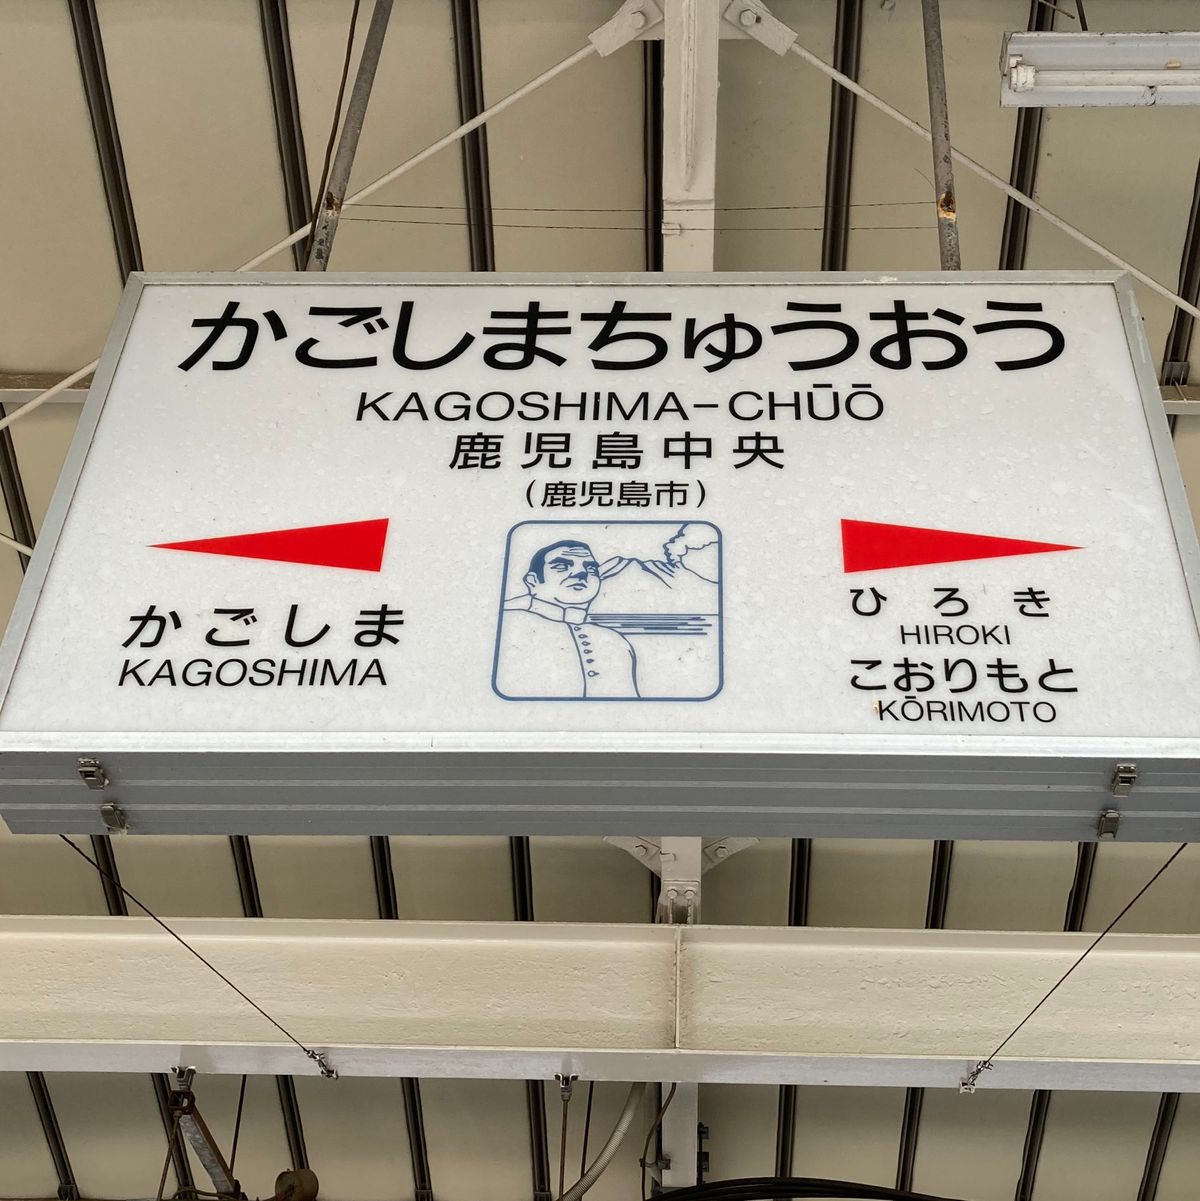 かごしまちゅうおう
KAGOSHIMA-CHŪŌ
鹿児島中央
(鹿児島市)
かごしま
KAGOSHIMA
ひろき
HIROKI
こおりもと
KŌRIMOTO